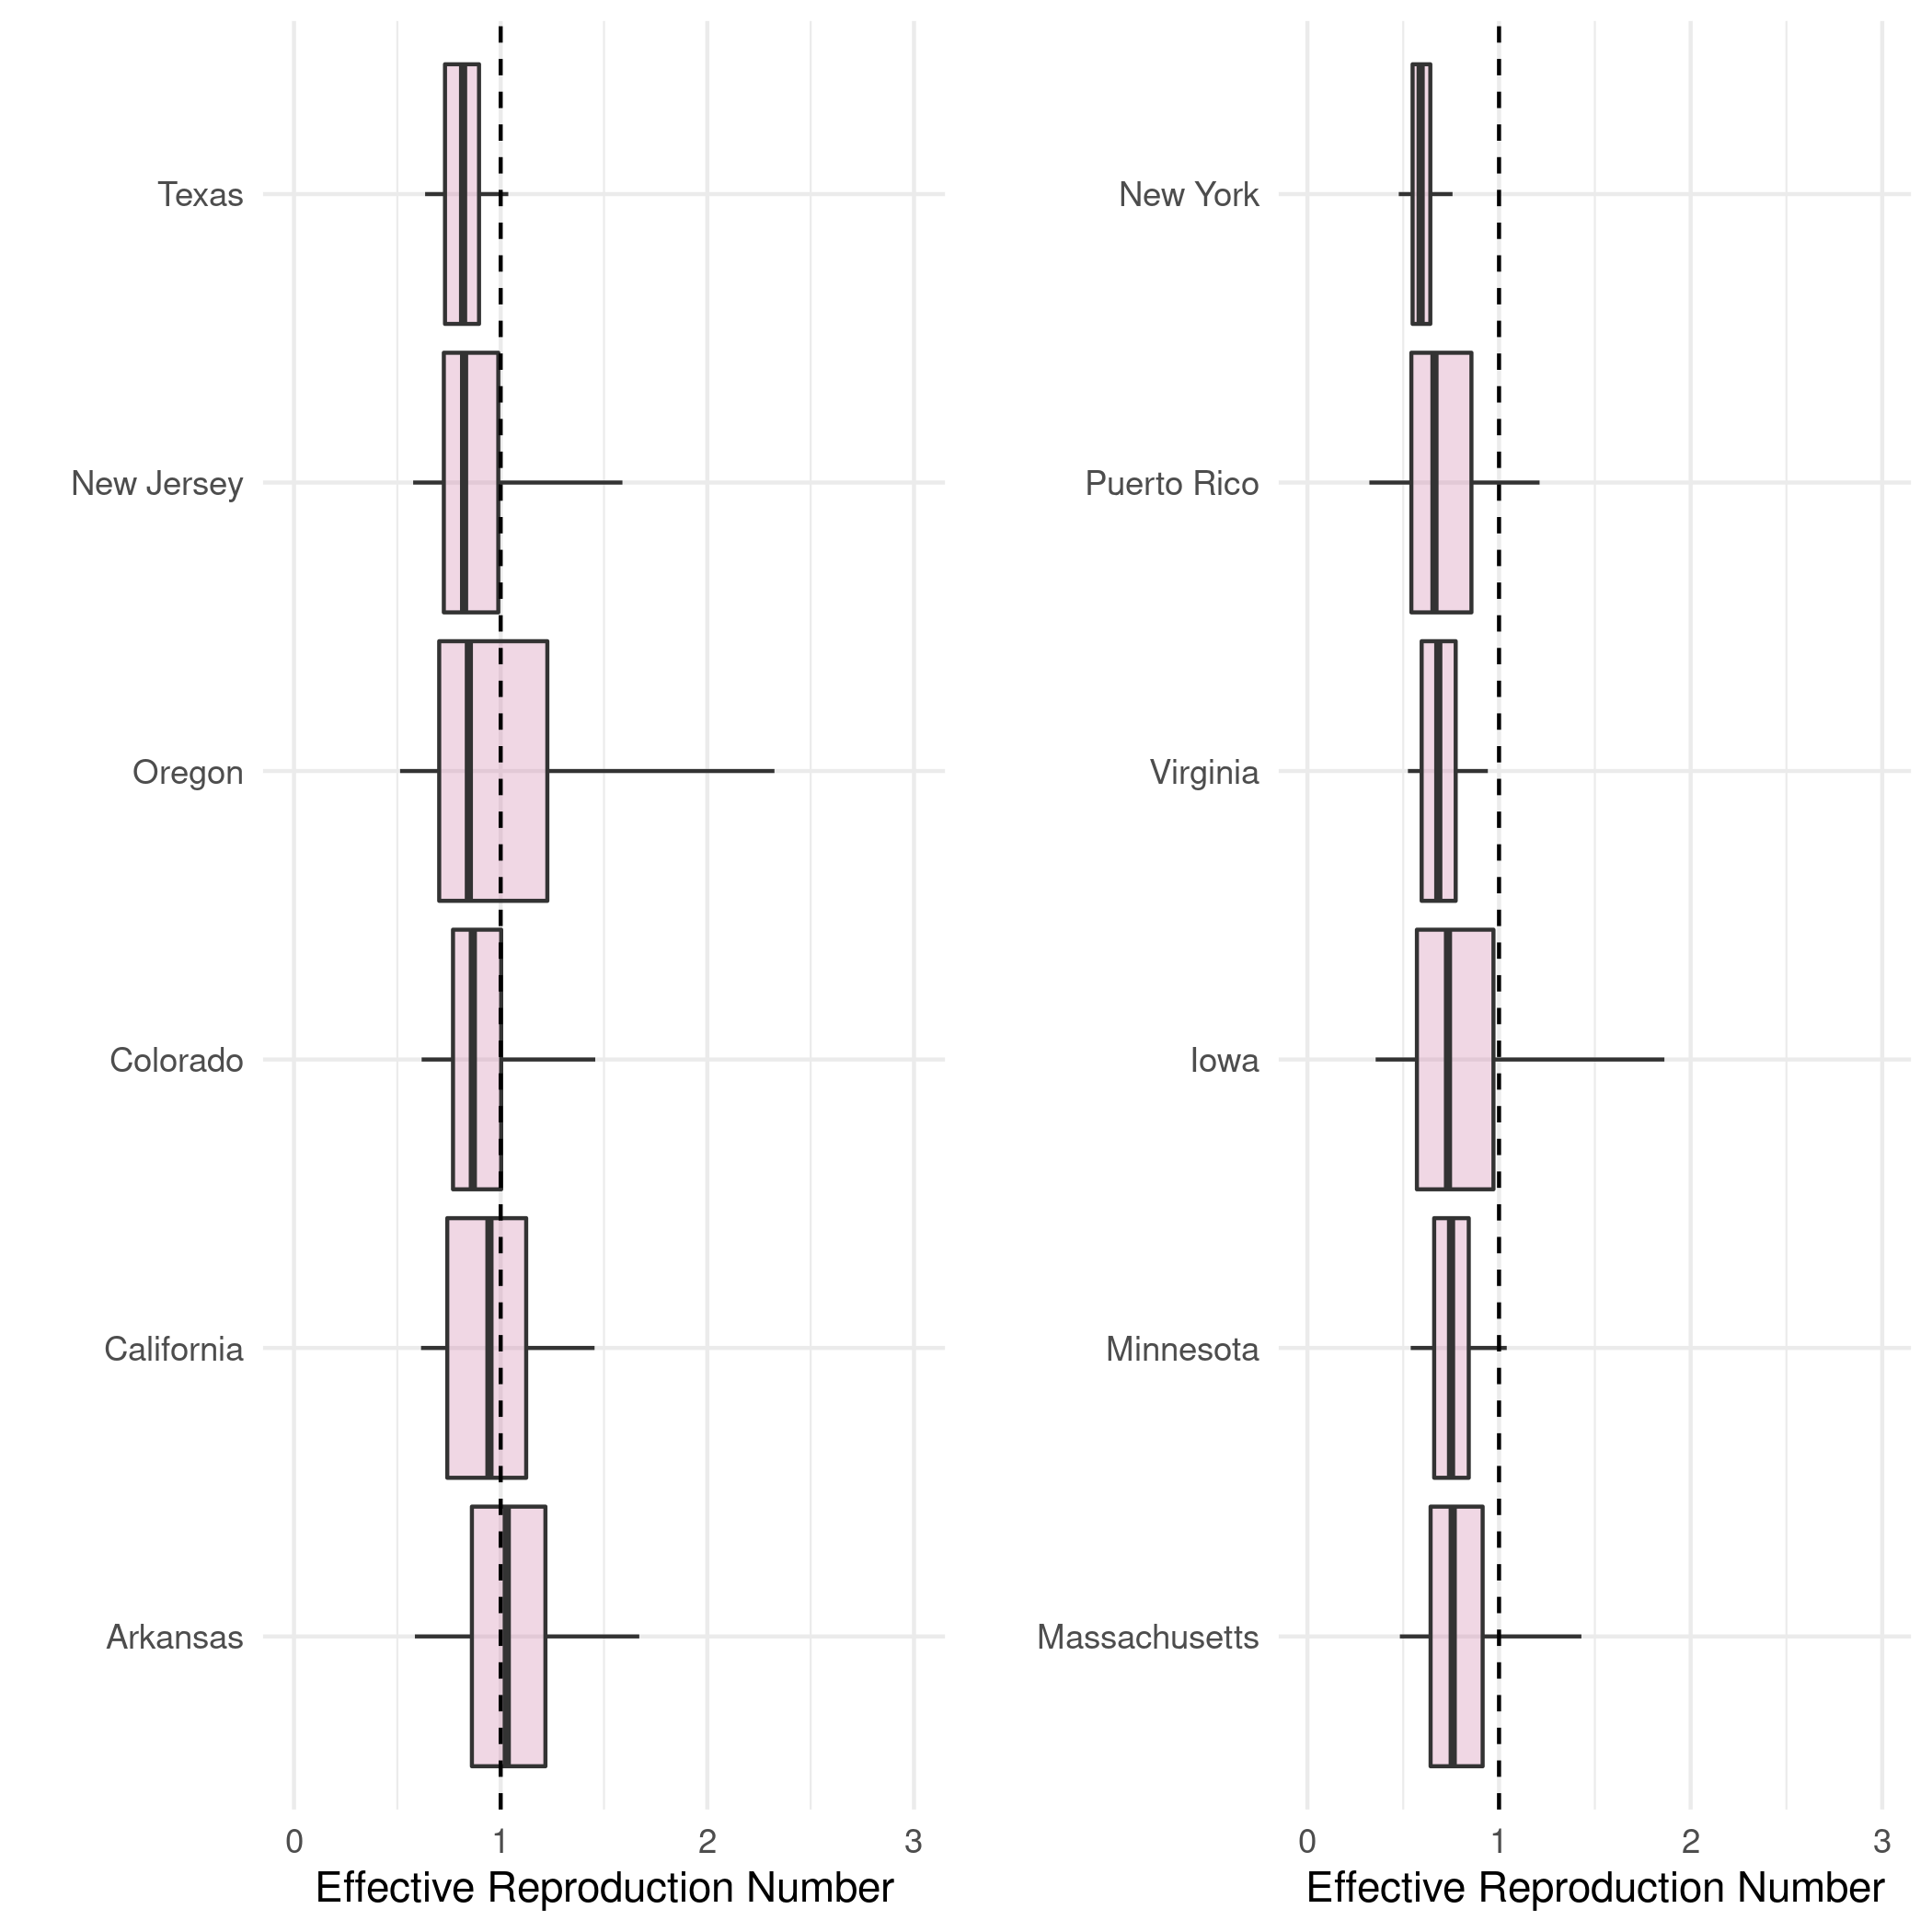 Texas
New Jersey
Oregon
Colorado
California
Arkansas
0 1 2 3
Effective Reproduction Number
New York
Puerto Rico
Virginia
Iowa
Minnesota
Massachusetts
0 1 2 3
Effective Reproduction Number